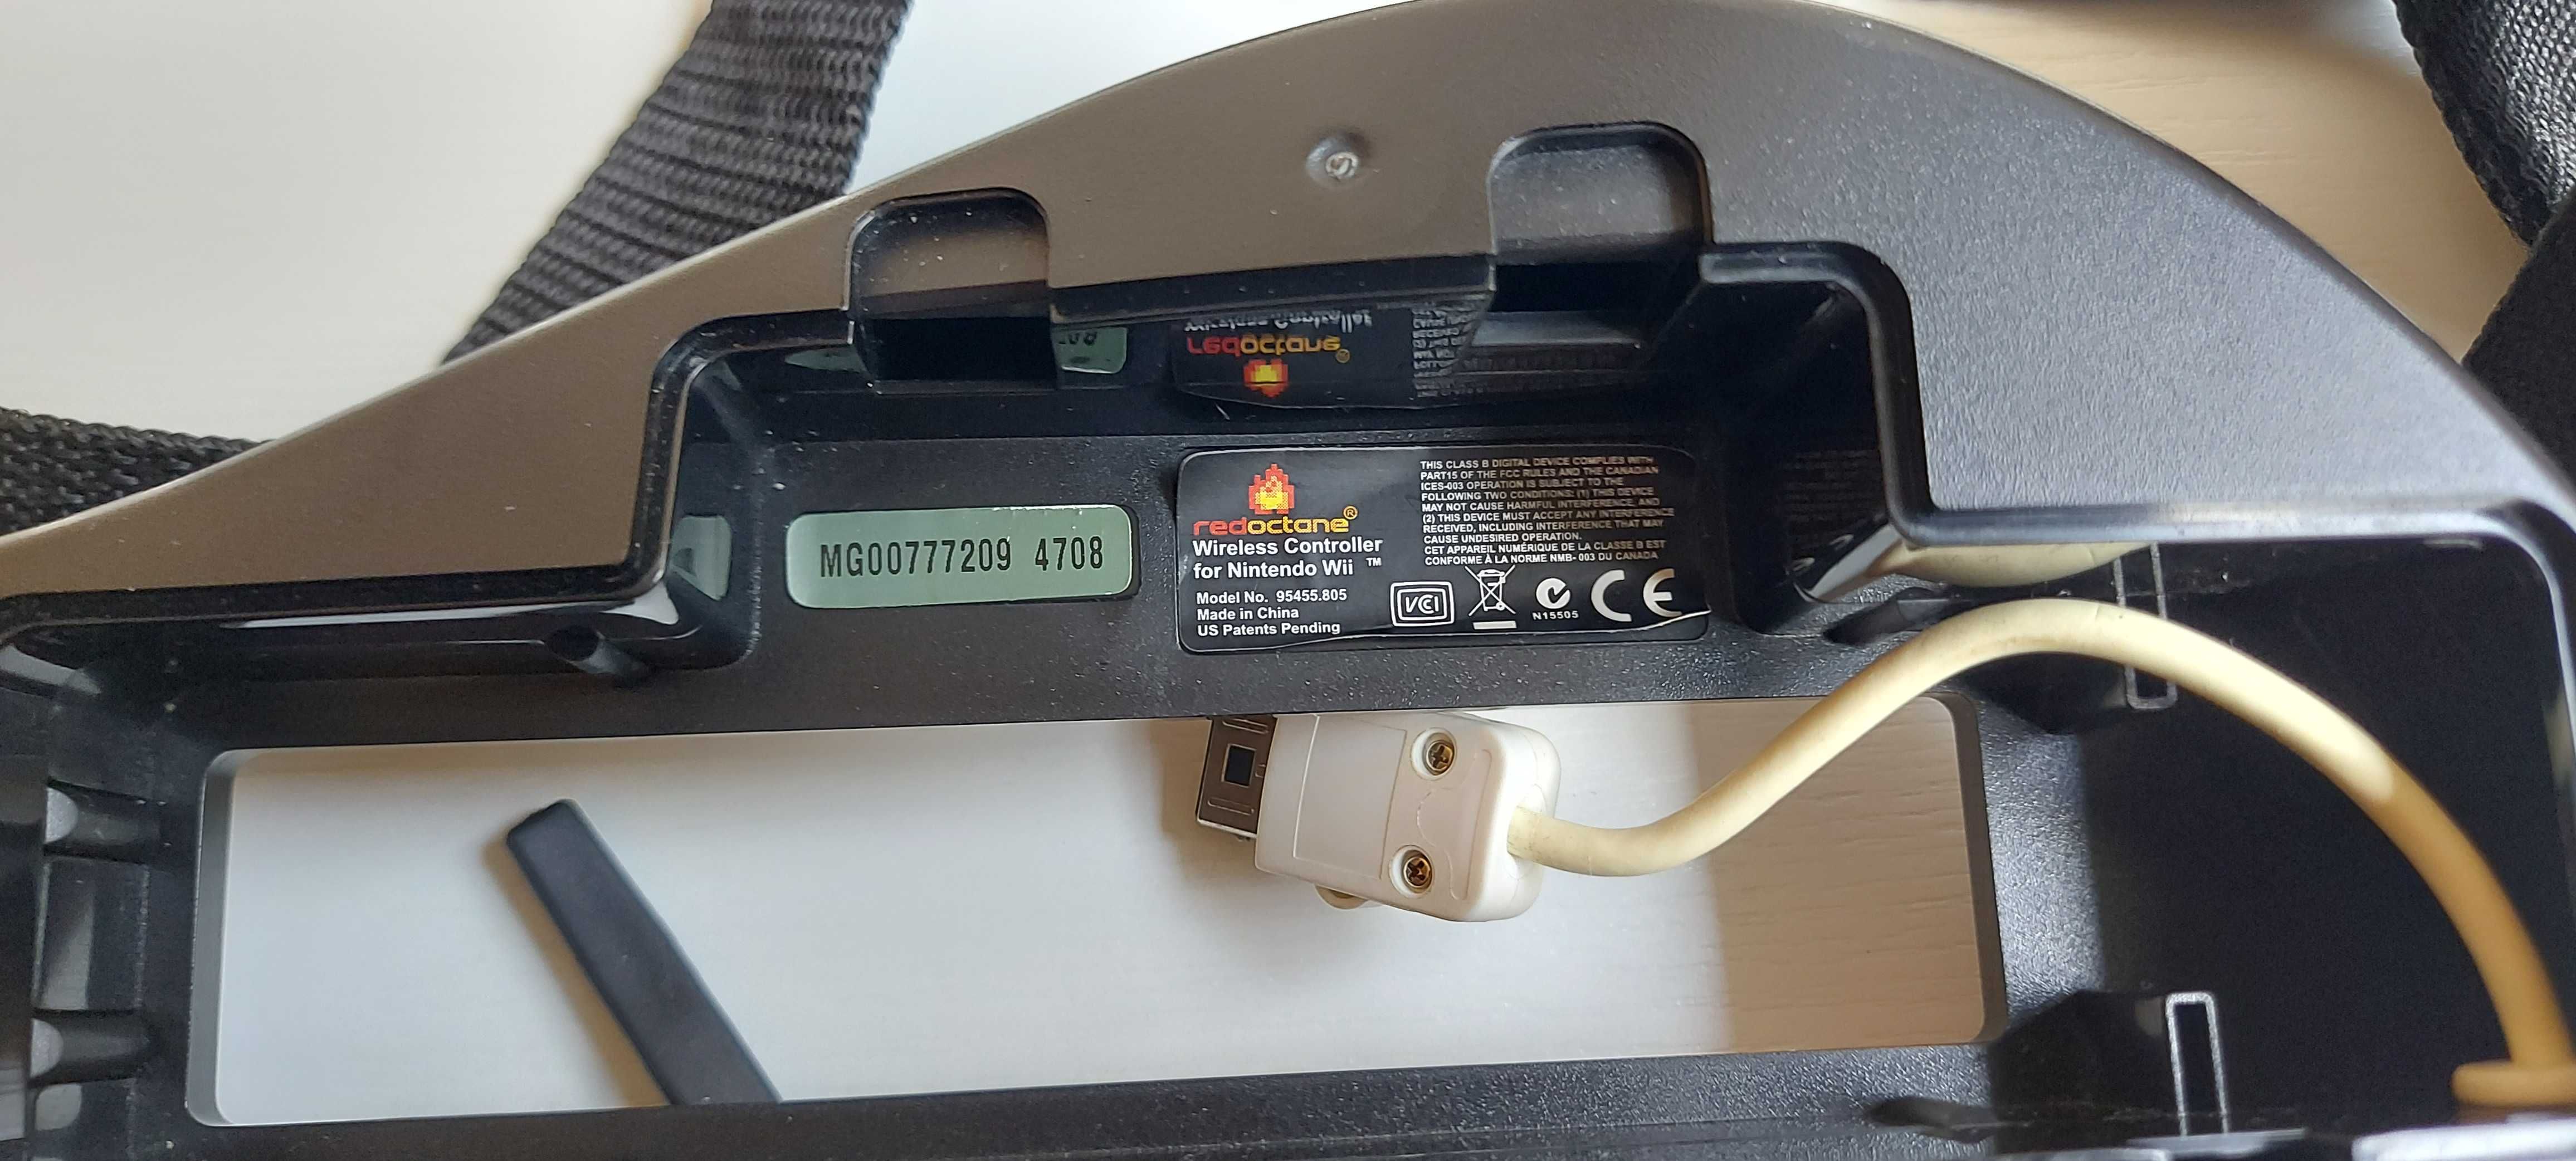 MG00777209 4708
redoctane®
Wireless Controller
for Nintendo Wii ™
Model No. 95455.805
Made in China
US Patents Pending
THIS CLASS B DIGITAL DEVICE COMPLIES WITH
PART15 OF THE FCC RULES AND THE CANADIAN
ICES-003 OPERATION IS SUBJECT TO THE
FOLLOWING TWO CONDITIONS: (1) THIS DEVICE
MAY NOT CAUSE HARMFUL INTERFERENCE, AND
(2) THIS DEVICE MUST ACCEPT ANY INTERFERENCE
RECEIVED, INCLUDING INTERFERENCE THAT MAY
CAUSE UNDESIRED OPERATION.
CET APPAREIL NUMÉRIQUE DE LA CLASSE B EST
CONFORME À LA NORME NMB- 003 DU CANADA
VCI
N15505
CE